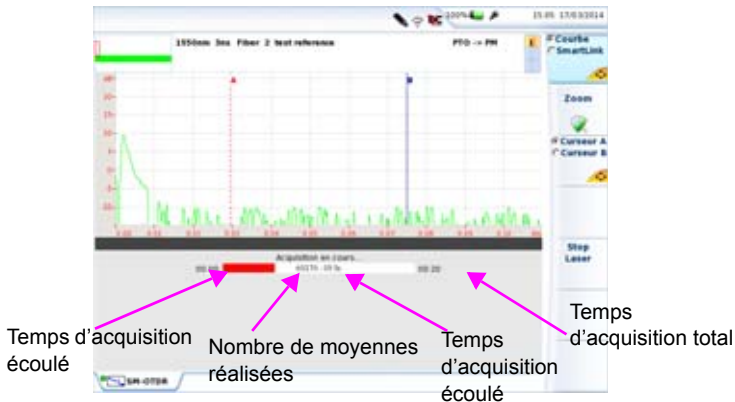 100%
15:05 17/03/2014
1550nm 3ns Fiber 2 test reference PTO -> PM
E
Courbe
SmartLink
Zoom
Curseur A
Curseur B
Stop
Laser
Acquisition en cours...
00:20
SM-OTDR
Temps d'acquisition
écoulé
Nombre de moyennes
réalisées
Temps
d'acquisition
écoulé
Temps
d'acquisition total